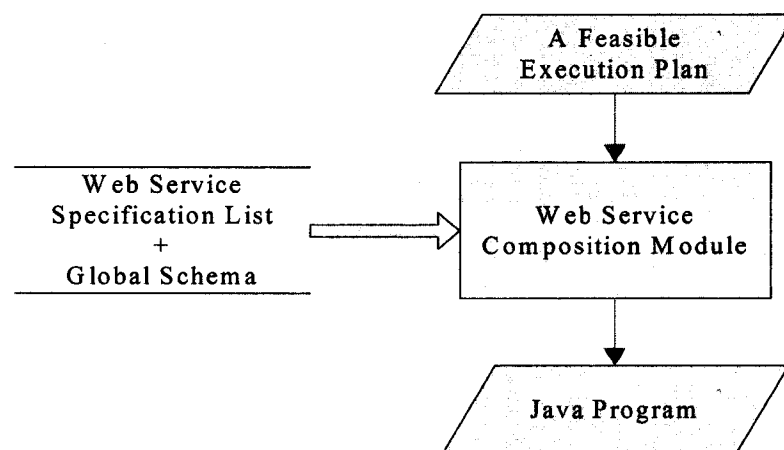 A Feasible
Execution Plan
Web Service
Specification List
+
Global Schema
Web Service
Composition Module
Java Program